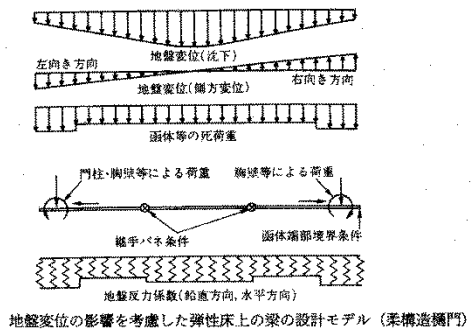 地盤変位(沈下)
左向き方向
右向き方向
地盤変位(側方変位)
函体等の死荷重
門柱・胸壁等による荷重
胸壁等による荷重
継手バネ条件
函体端部境界条件
地盤反力係数(鉛直方向,水平方向)
地盤変位の影響を考慮した弾性床上の梁の設計モデル(柔構造樋門)